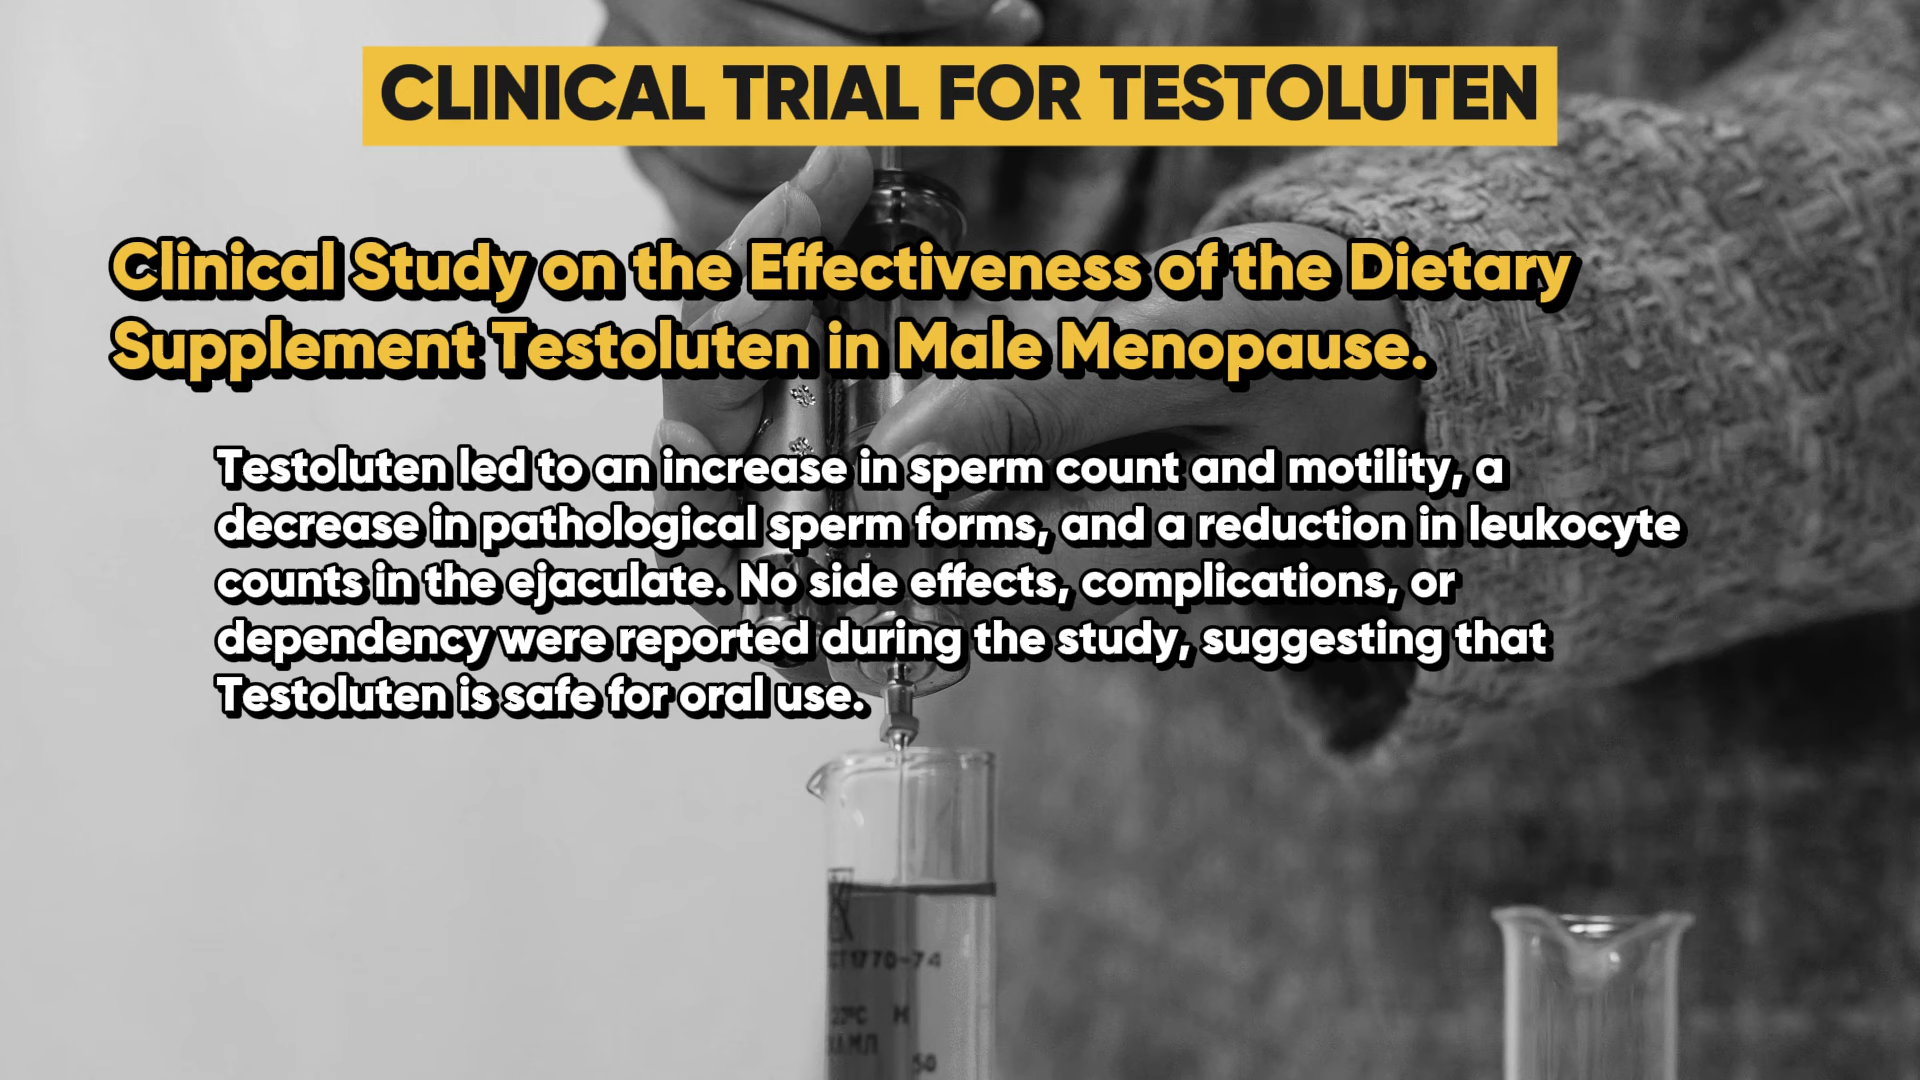 CLINICAL TRIAL FOR TESTOLUTEN
Clinical Study on the Effectiveness of the Dietary
Supplement Testoluten in Male Menopause.
Testoluten led to an increase in sperm count and motility, a
decrease in pathological sperm forms, and a reduction in leukocyte
counts in the ejaculate. No side effects, complications, or
dependency were reported during the study, suggesting that
Testoluten is safe for oral use.
1770-74
50